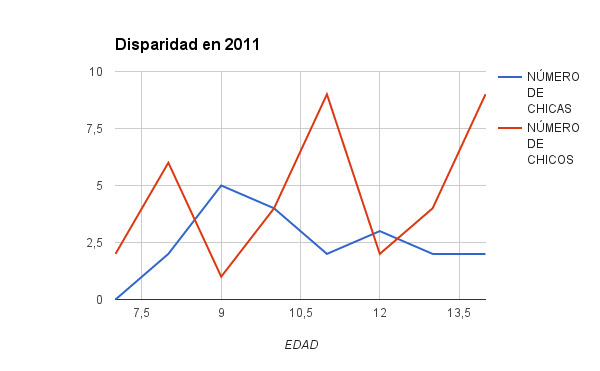 Disparidad en 2011
10
7,5
5
2,5
0
7,5
9
10,5
12
13,5
EDAD
NÚMERO
DE
CHICAS
NÚMERO
DE
CHICOS